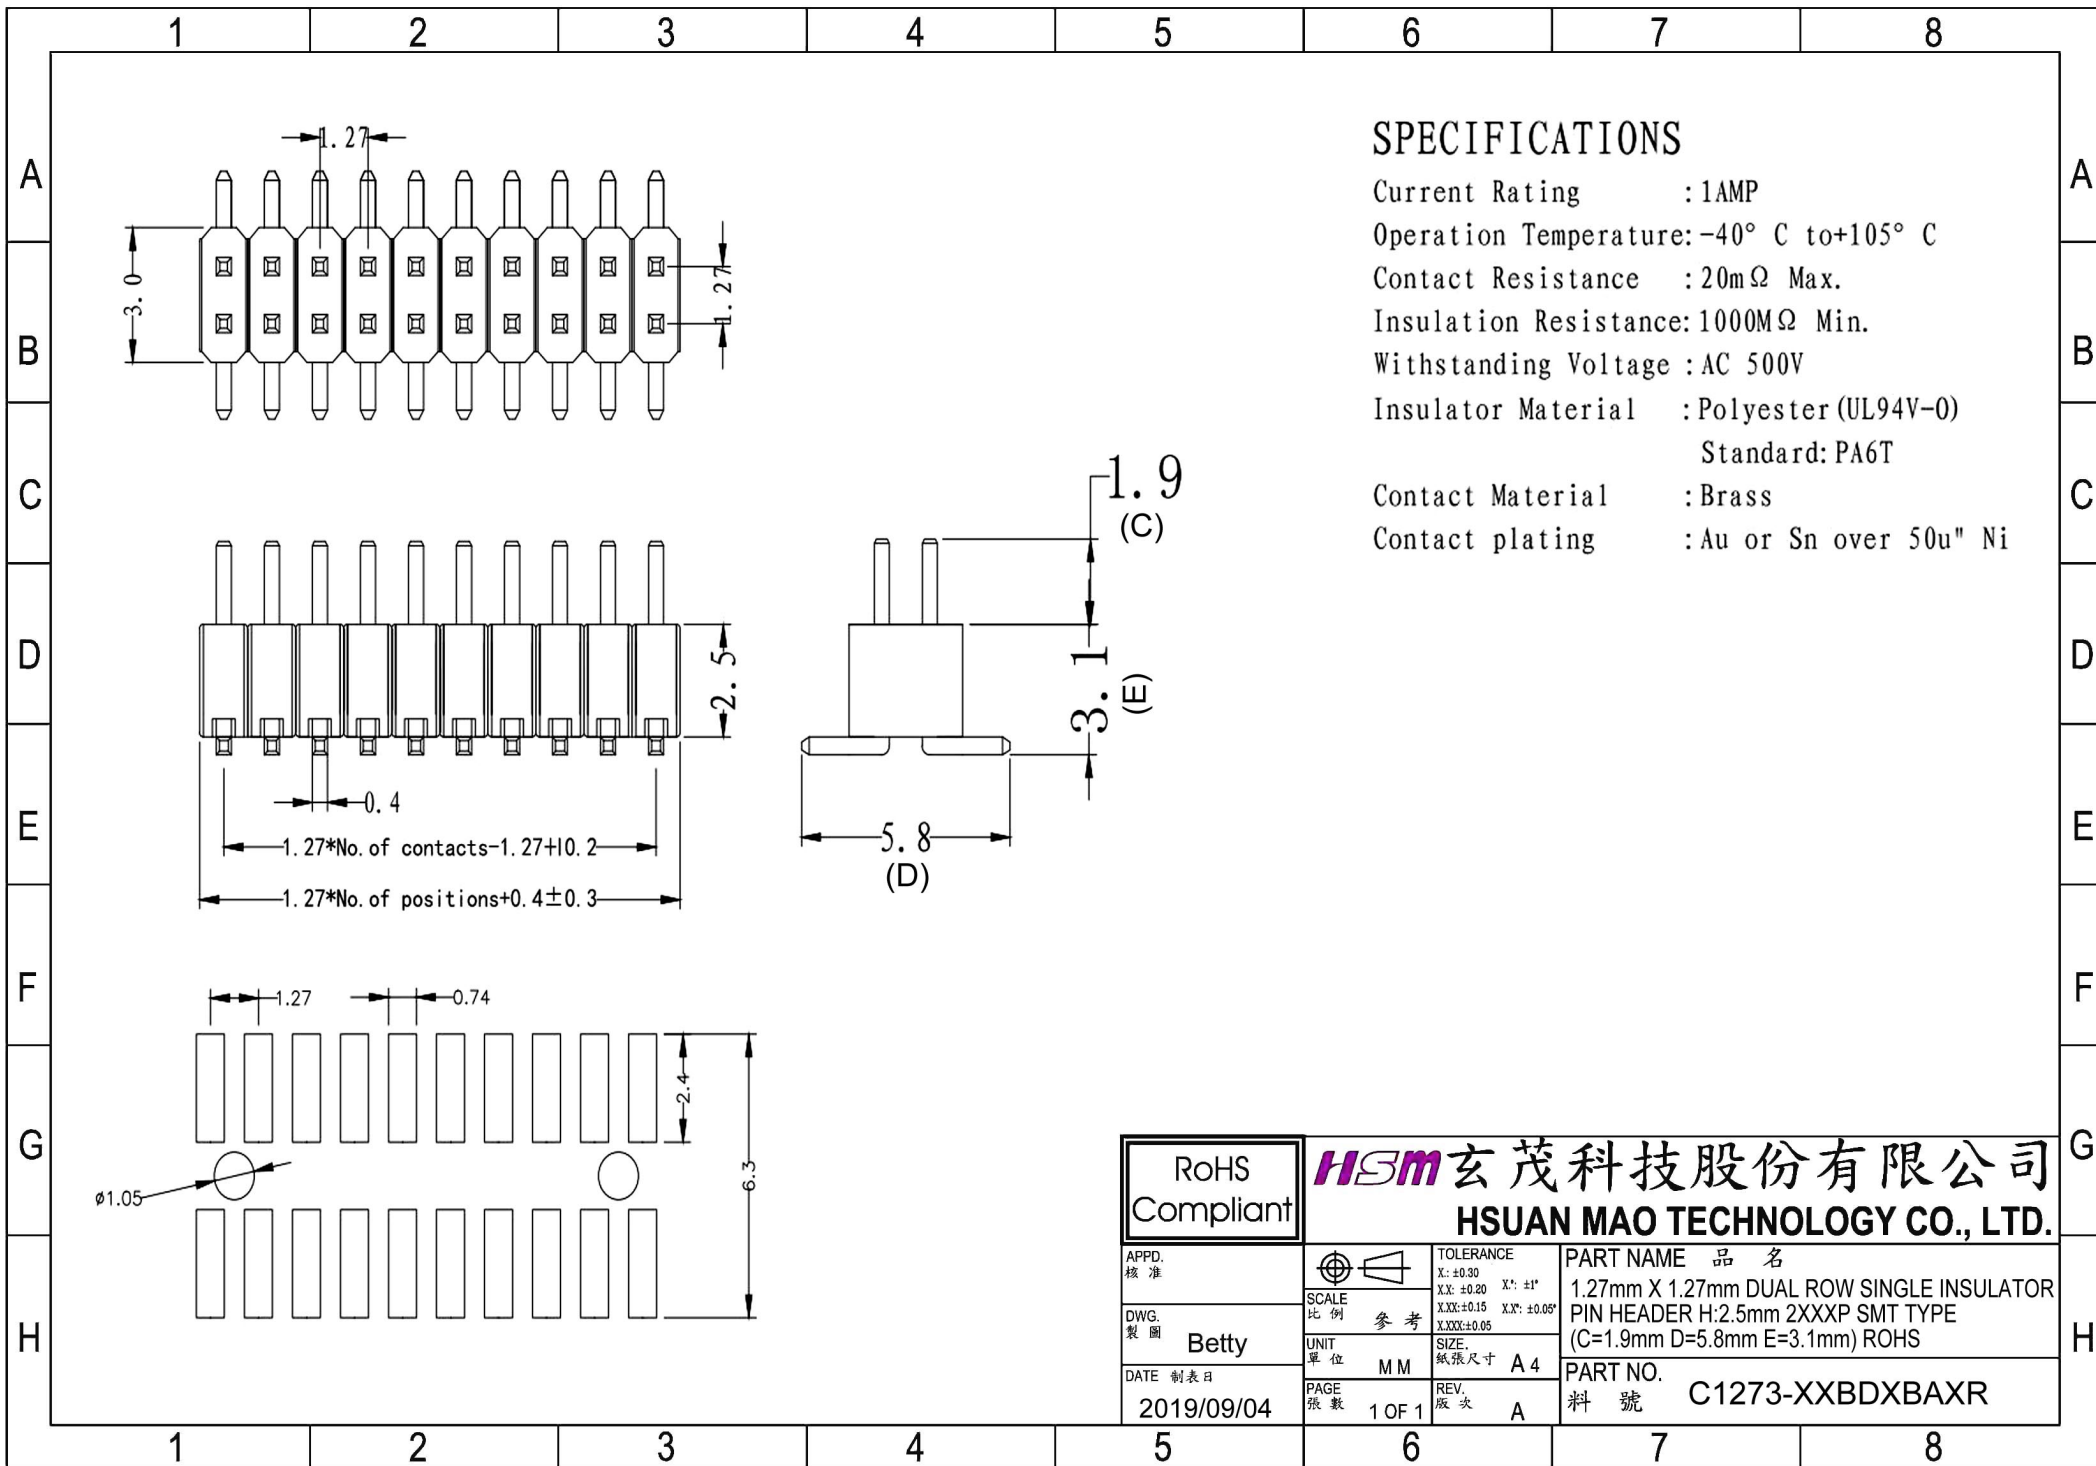 1 2 3 4 5 6 7 8
A A
B B
C C
D D
E E
F F
G G
H H
1.27
3.0
1.27
SPECIFICATIONS
Current Rating :1AMP
Operation Temperature:-40° C to+105° C
Contact Resistance :20mΩ Max.
Insulation Resistance:1000MΩ Min.
Withstanding Voltage :AC 500V
Insulator Material :Polyester(UL94V-0)
Standard:PA6T
Contact Material :Brass
Contact plating :Au or Sn over 50u" Ni
1.9
(C)
2.5
3.1
(E)
0.4
1.27*No.of contacts-1.27+I0.2
1.27*No.of positions+0.4±0.3
5.8
(D)
1.27
0.74
2.4
6.3
ø1.05
RoHS
Compliant
HSM 玄茂科技股份有限公司
HSUAN MAO TECHNOLOGY CO., LTD.
APPD.
核 准
DWG.
製 圖 Betty
DATE 制表日
2019/09/04
SCALE
比 例 參 考
UNIT
單 位 MM
PAGE
張 數 1 OF 1
TOLERANCE
X.: ±0.30
X.X: ±0.20 X.°: ±1°
X.XX:±0.15 X.X°: ±0.05°
X.XXX:±0.05
SIZE.
紙張尺寸 A4
REV.
版 次 A
PART NAME 品 名
1.27mm X 1.27mm DUAL ROW SINGLE INSULATOR
PIN HEADER H:2.5mm 2XXXP SMT TYPE
(C=1.9mm D=5.8mm E=3.1mm) ROHS
PART NO.
料 號 C1273-XXBDXBAXR
1 2 3 4 5 6 7 8